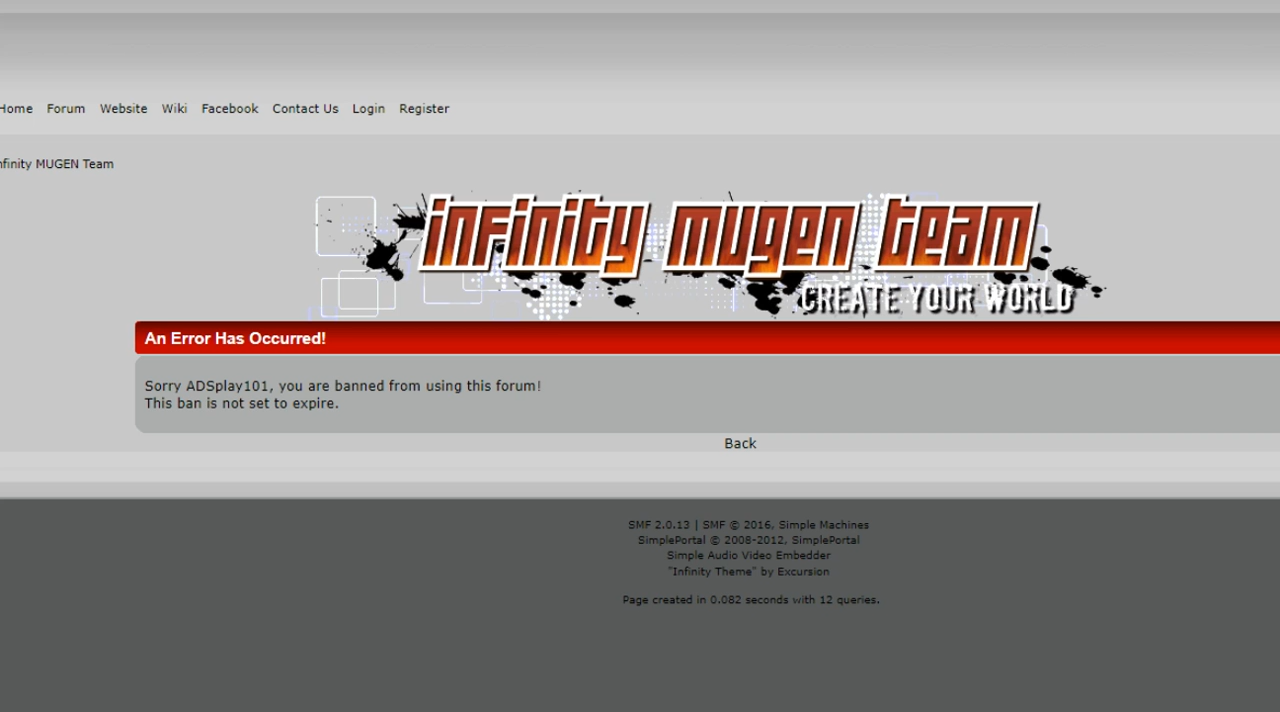 Home Forum Website Wiki Facebook Contact Us Login Register
nfinity MUGEN Team
infinity mugen team
CREATE YOUR WORLD
An Error Has Occurred!
Sorry ADSplay101, you are banned from using this forum!
This ban is not set to expire.
Back
SMF 2.0.13 | SMF © 2016, Simple Machines
SimplePortal © 2008-2012, SimplePortal
Simple Audio Video Embedder
"Infinity Theme" by Excursion
Page created in 0.082 seconds with 12 queries.